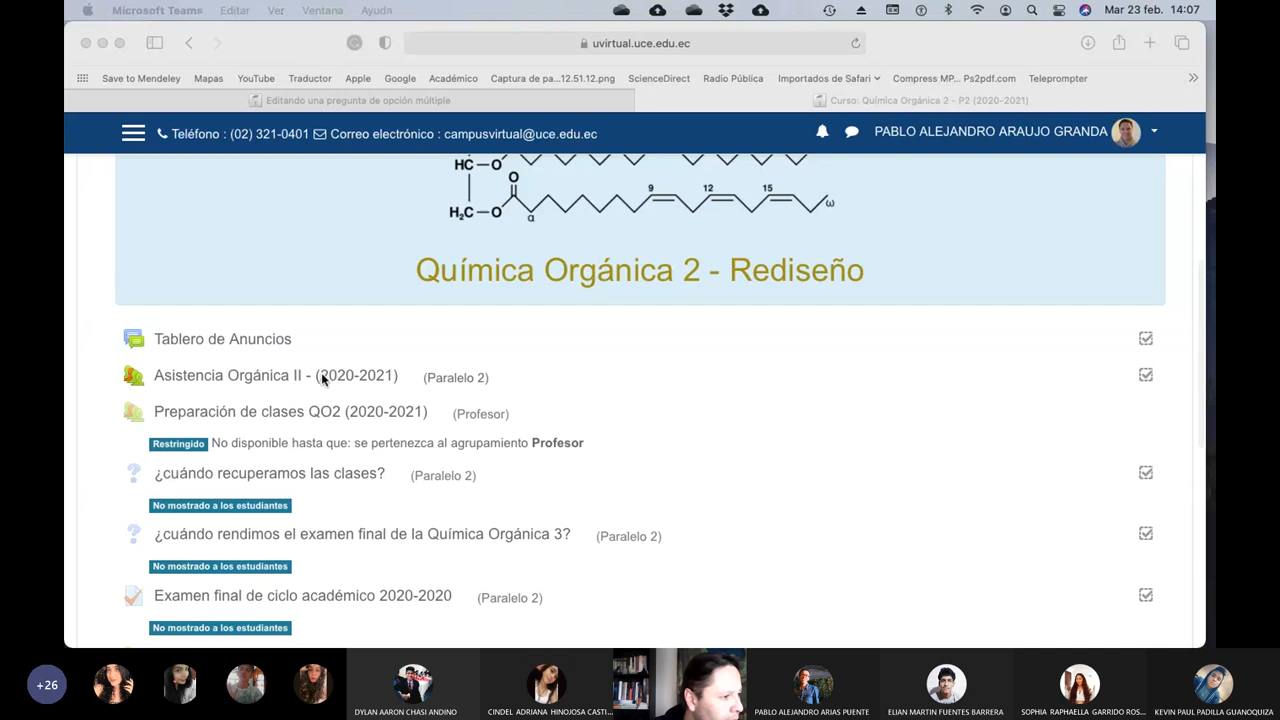 Microsoft Teams Editar Ver Ventana Ayuda Mar 23 feb. 14:07
uvirtual.uce.edu.ec
Save to Mendeley Mapas YouTube Traductor Apple Google Académico Captura de pa...12.51.12.png ScienceDirect Radio Pública Importados de Safari Compress MP... Ps2pdf.com Teleprompter
Editando una pregunta de opción múltiple Curso: Química Orgánica 2 - P2 (2020-2021)
Teléfono : (02) 321-0401 Correo electrónico : campusvirtual@uce.edu.ec PABLO ALEJANDRO ARAUJO GRANDA
HC—O
O 9 12 15
H₂C—O α ω
Química Orgánica 2 - Rediseño
Tablero de Anuncios
Asistencia Orgánica II - (2020-2021) (Paralelo 2)
Preparación de clases QO2 (2020-2021) (Profesor)
Restringido No disponible hasta que: se pertenezca al agrupamiento Profesor
¿cuándo recuperamos las clases? (Paralelo 2)
No mostrado a los estudiantes
¿cuándo rendimos el examen final de la Química Orgánica 3? (Paralelo 2)
No mostrado a los estudiantes
Examen final de ciclo académico 2020-2020 (Paralelo 2)
No mostrado a los estudiantes
+26
DYLAN AARON CHASI ANDINO CINDEL ADRIANA HINOJOSA CASTI... PABLO ALEJANDRO ARIAS PUENTE ELIAN MARTIN FUENTES BARRERA SOPHIA RAPHAELLA GARRIDO ROS... KEVIN PAUL PADILLA GUANOQUIZA